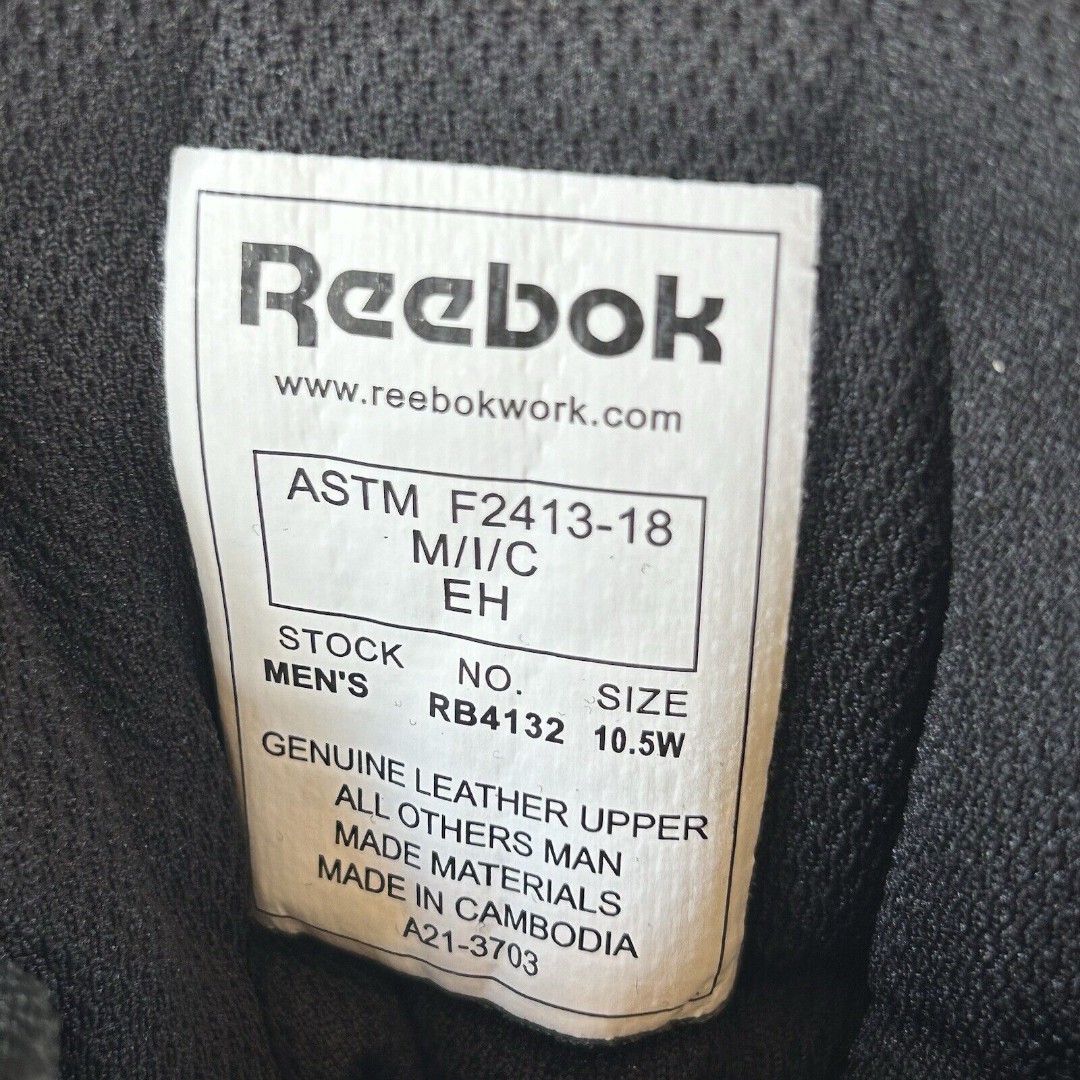 Reebok
www.reebokwork.com
ASTM F2413-18
M/I/C
EH
STOCK NO. SIZE
MEN'S RB4132 10.5W
GENUINE LEATHER UPPER
ALL OTHERS MAN
MADE MATERIALS
MADE IN CAMBODIA
A21-3703